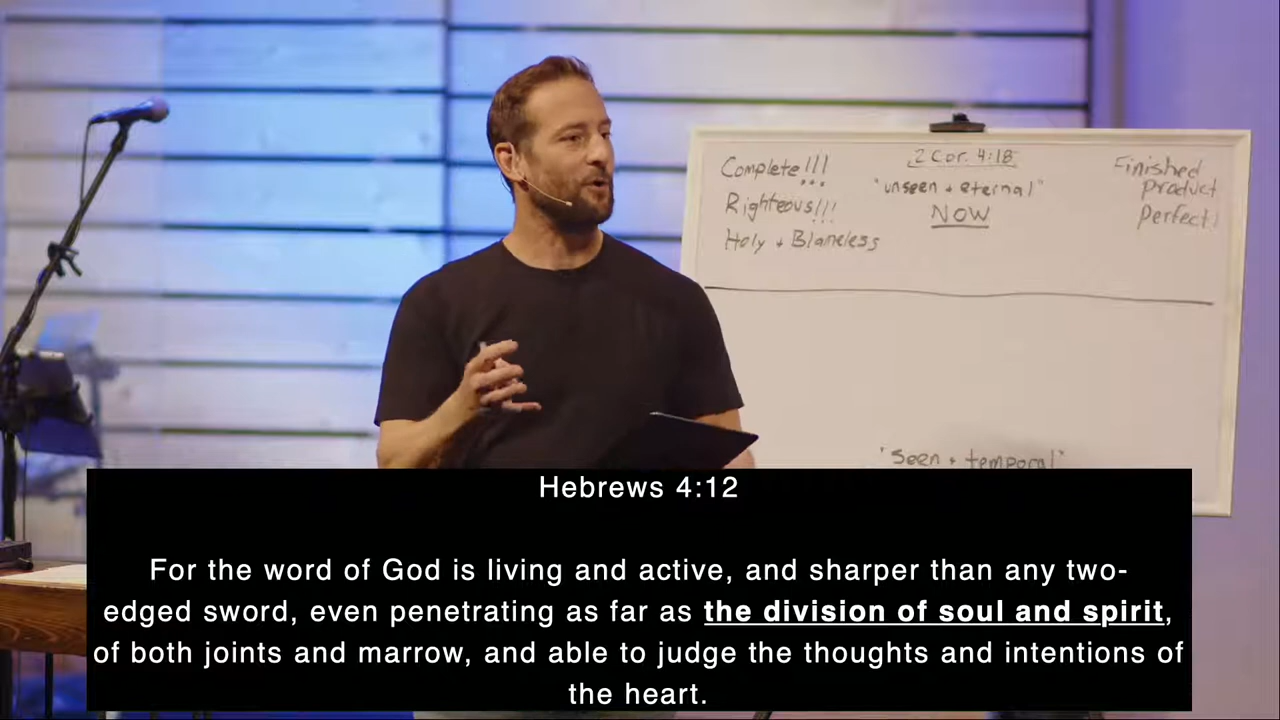 Complete!!!
Righteous!!!
Holy + Blameless
2 Cor. 4:18
"unseen + eternal"
NOW
Finished
Product
Perfect!
"seen + temporal"
Hebrews 4:12
For the word of God is living and active, and sharper than any two-
edged sword, even penetrating as far as the division of soul and spirit,
of both joints and marrow, and able to judge the thoughts and intentions of
the heart.